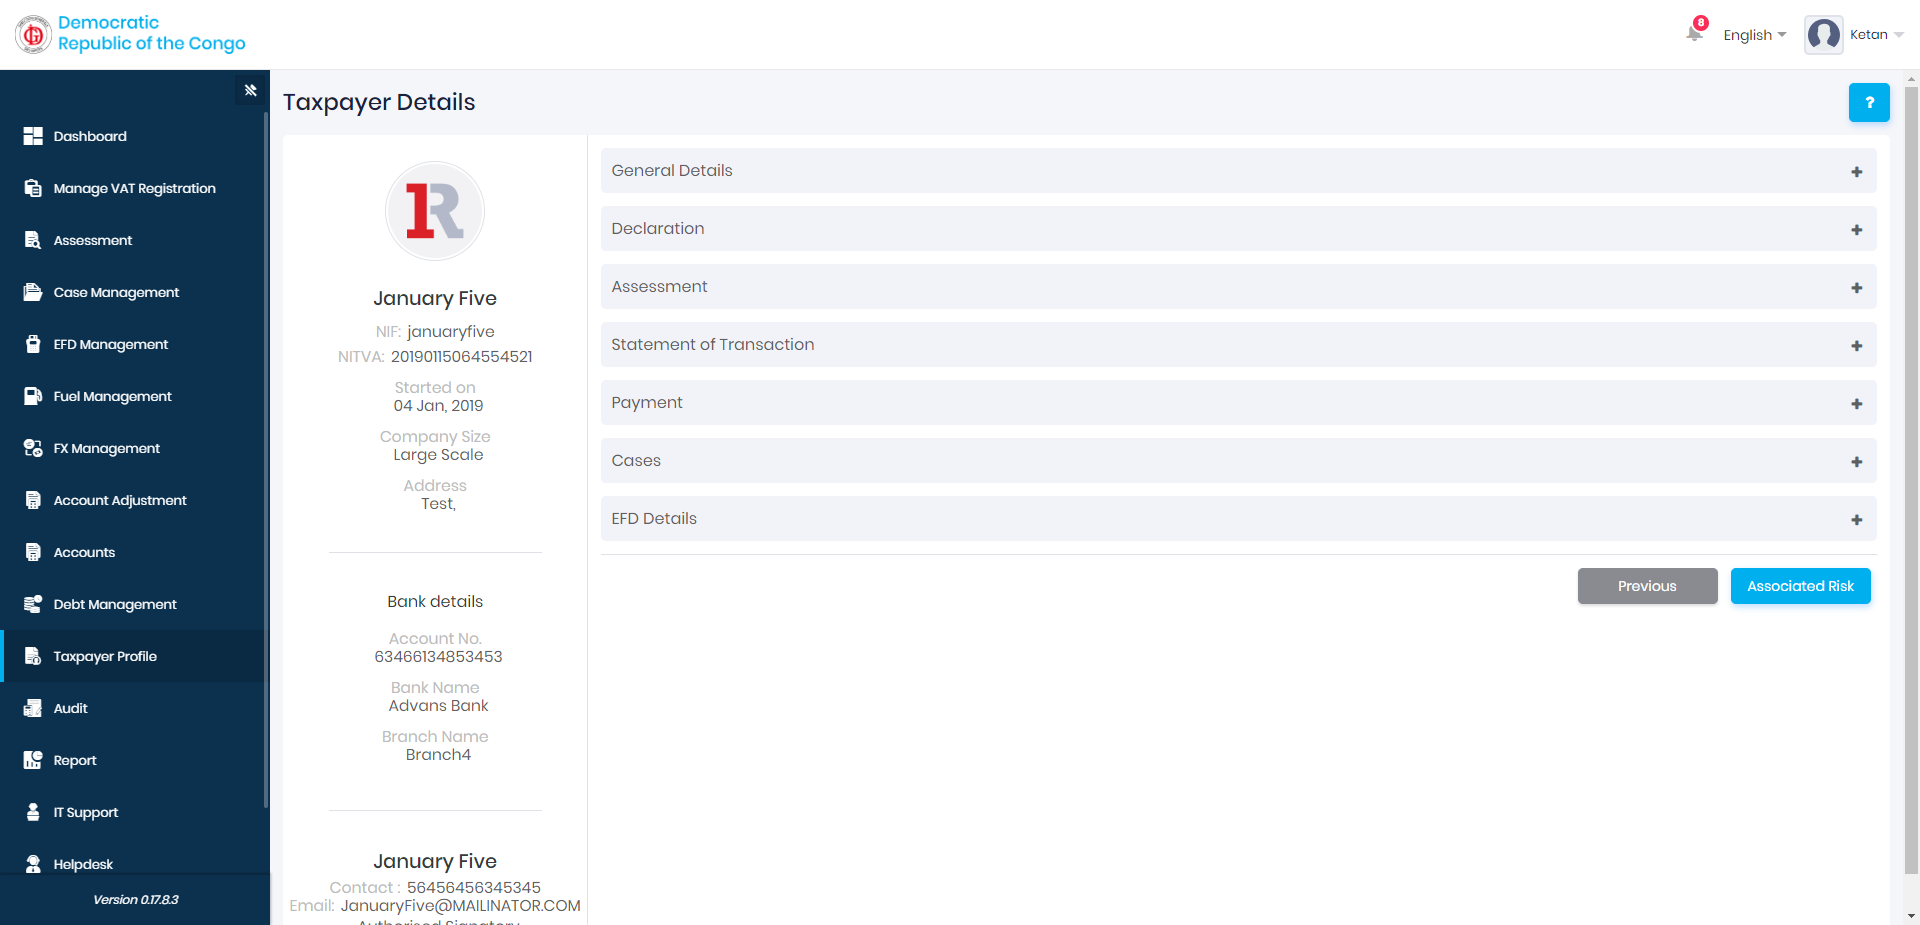 Democratic
Republic of the Congo
8
English
Ketan
Dashboard
Manage VAT Registration
Assessment
Case Management
EFD Management
Fuel Management
FX Management
Account Adjustment
Accounts
Debt Management
Taxpayer Profile
Audit
Report
IT Support
Helpdesk
Version 0.17.8.3
Taxpayer Details
?
1R
January Five
NIF: januaryfive
NITVA: 20190115064554521
Started on
04 Jan, 2019
Company Size
Large Scale
Address
Test,
Bank details
Account No.
63466134853453
Bank Name
Advans Bank
Branch Name
Branch4
January Five
Contact : 56456456345345
Email: JanuaryFive@MAILINATOR.COM
Authorised Signatory
General Details
Declaration
Assessment
Statement of Transaction
Payment
Cases
EFD Details
Previous
Associated Risk